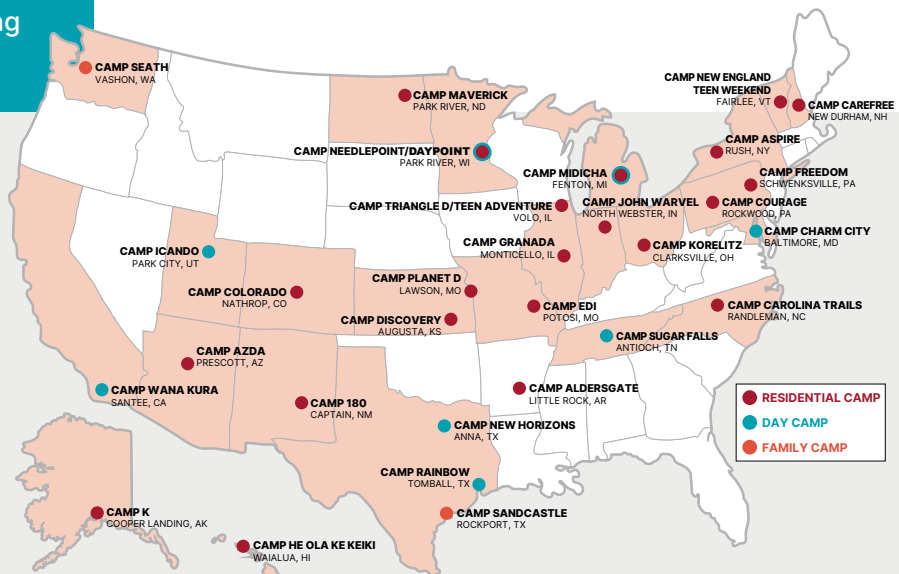 CAMP SEATH
VASHON, WA
CAMP MAVERICK
PARK RIVER, ND
CAMP NEW ENGLAND
TEEN WEEKEND
FAIRLEE, VT
CAMP CAREFREE
NEW DURHAM, NH
CAMP NEEDLEPOINT/DAYPOINT
PARK RIVER, WI
CAMP ASPIRE
RUSH, NY
CAMP MIDICHA
FENTON, MI
CAMP FREEDOM
SCHWENKSVILLE, PA
CAMP TRIANGLE D/TEEN ADVENTURE
VOLO, IL
CAMP JOHN WARVEL
NORTH WEBSTER, IN
CAMP COURAGE
ROCKWOOD, PA
CAMP CHARM CITY
BALTIMORE, MD
CAMP ICANDO
PARK CITY, UT
CAMP GRANADA
MONTICELLO, IL
CAMP KORELITZ
CLARKSVILLE, OH
CAMP COLORADO
NATHROP, CO
CAMP PLANET D
LAWSON, MO
CAMP EDI
POTOSI, MO
CAMP CAROLINA TRAILS
RANDLEMAN, NC
CAMP DISCOVERY
AUGUSTA, KS
CAMP SUGAR FALLS
ANTIOCH, TN
CAMP AZDA
PRESCOTT, AZ
CAMP WANA KURA
SANTEE, CA
CAMP 180
CAPTAIN, NM
CAMP ALDERSGATE
LITTLE ROCK, AR
CAMP NEW HORIZONS
ANNA, TX
CAMP RAINBOW
TOMBALL, TX
CAMP SANDCASTLE
ROCKPORT, TX
CAMP K
COOPER LANDING, AK
CAMP HE OLA KE KEIKI
WAIALUA, HI
RESIDENTIAL CAMP
DAY CAMP
FAMILY CAMP